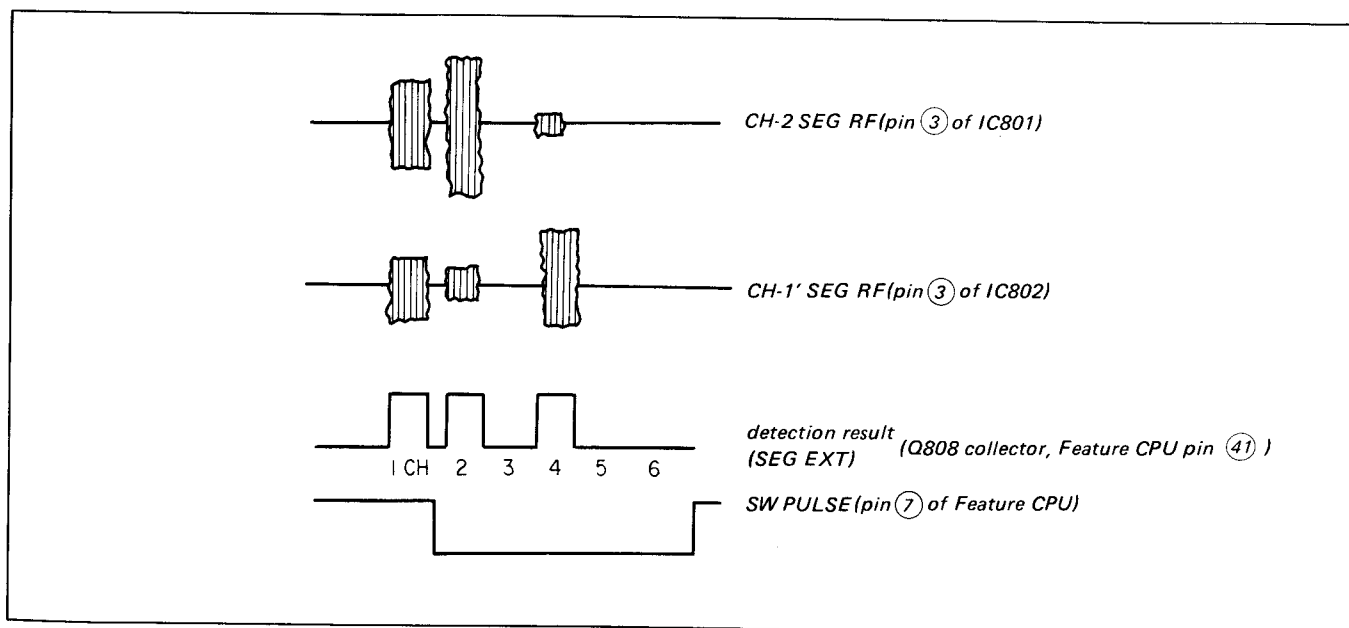 CH-2 SEG RF(pin ③ of IC801)
CH-1' SEG RF(pin ③ of IC802)
detection result
(SEG EXT)
(Q808 collector, Feature CPU pin ㊶ )
1 CH 2 3 4 5 6
SW PULSE(pin ⑦ of Feature CPU)